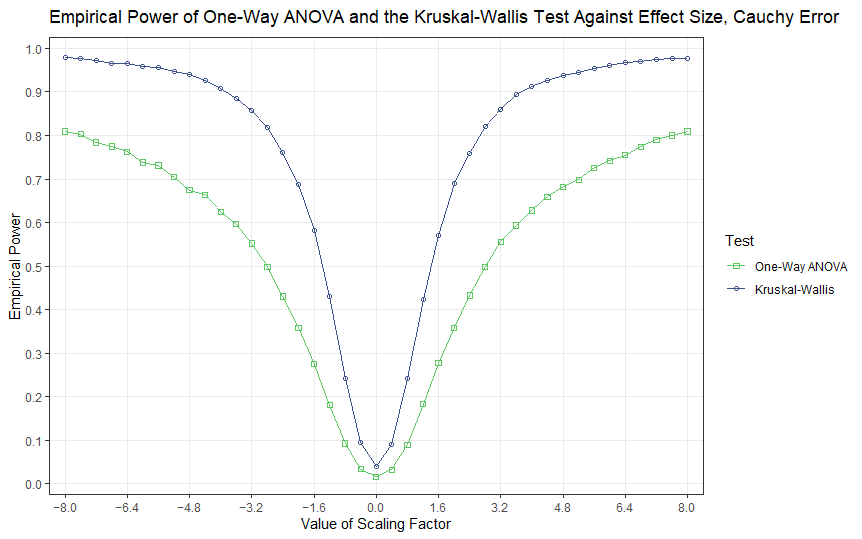 Empirical Power of One-Way ANOVA and the Kruskal-Wallis Test Against Effect Size, Cauchy Error
1.0
0.9
0.8
0.7
0.6
0.5
0.4
0.3
0.2
0.1
0.0
Empirical Power
−8.0 −6.4 −4.8 −3.2 −1.6 0.0 1.6 3.2 4.8 6.4 8.0
Value of Scaling Factor
Test
One-Way ANOVA
Kruskal-Wallis